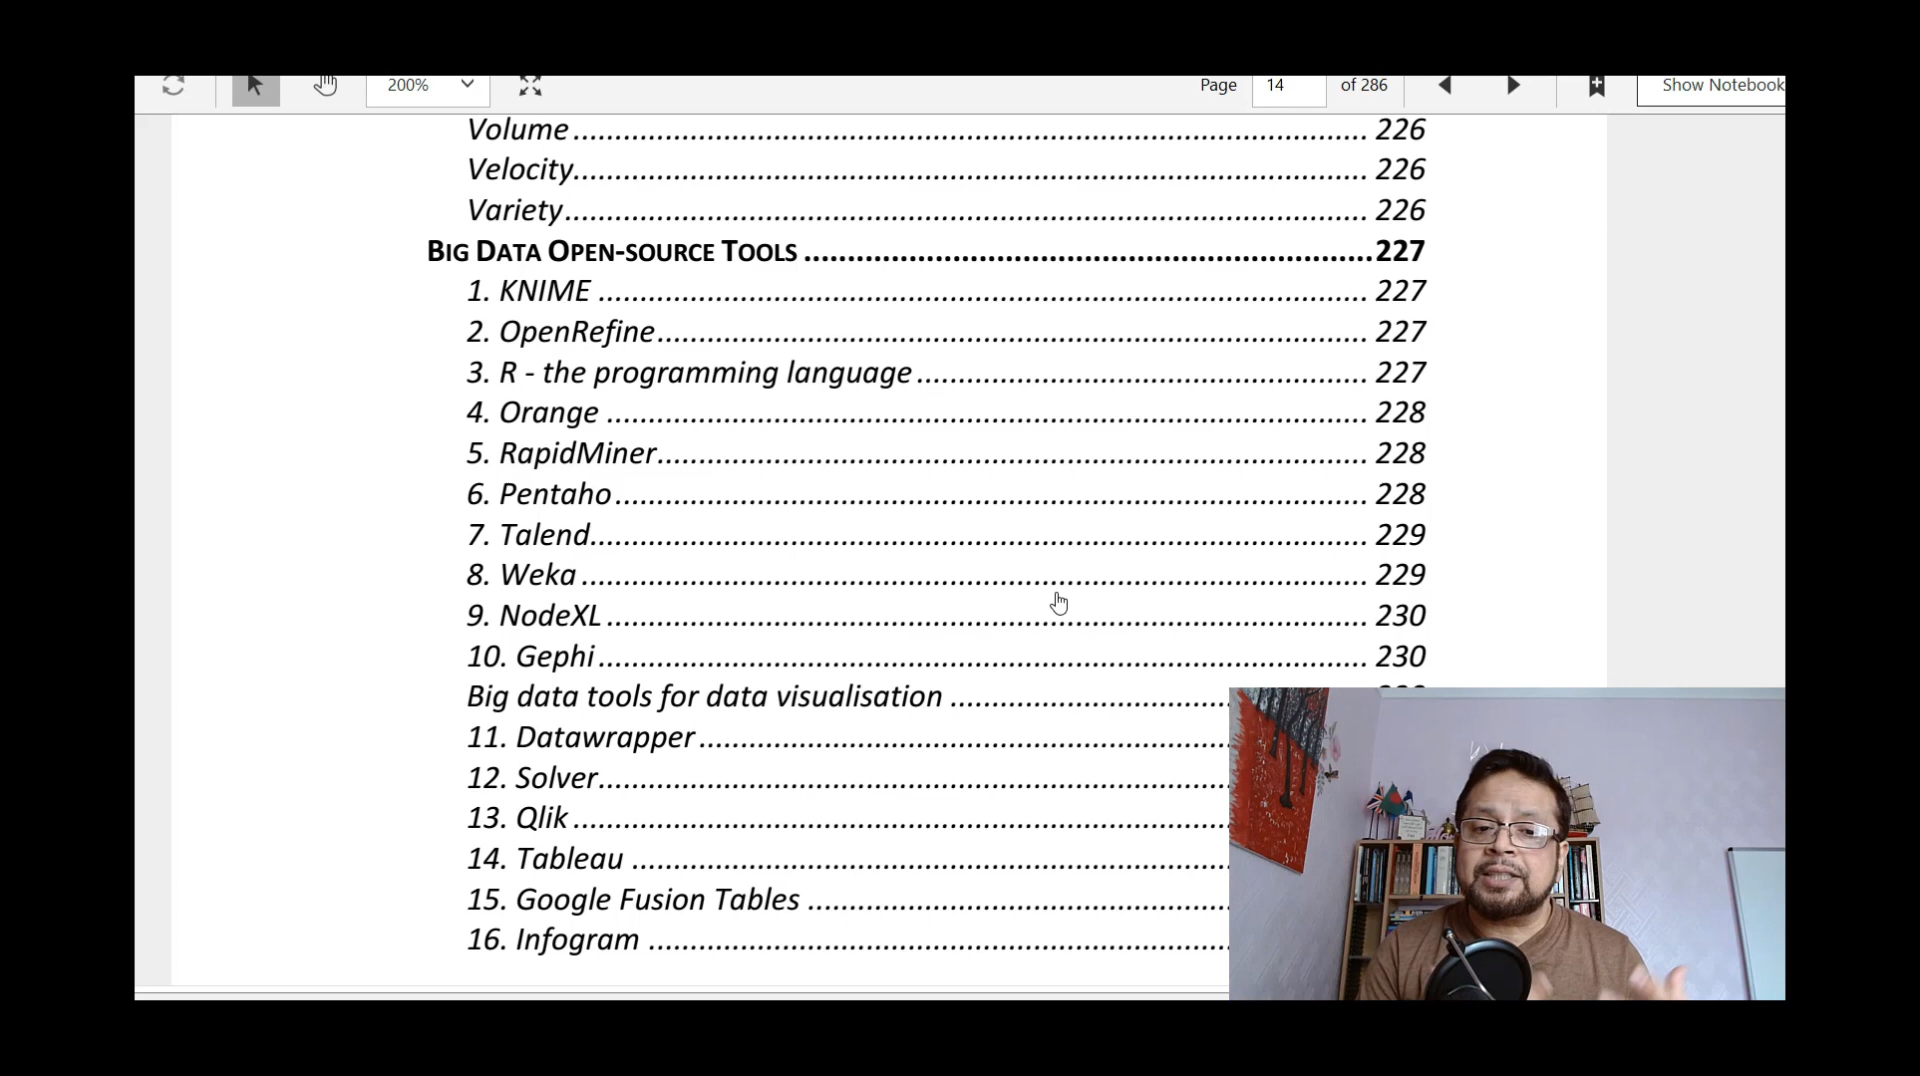 200%
Page 14 of 286
Show Notebook
Volume ........ 226
Velocity ........ 226
Variety ........ 226
BIG DATA OPEN-SOURCE TOOLS ........ 227
1. KNIME ........ 227
2. OpenRefine ........ 227
3. R - the programming language ........ 227
4. Orange ........ 228
5. RapidMiner ........ 228
6. Pentaho ........ 228
7. Talend ........ 229
8. Weka ........ 229
9. NodeXL ........ 230
10. Gephi ........ 230
Big data tools for data visualisation ........
11. Datawrapper ........
12. Solver ........
13. Qlik ........
14. Tableau ........
15. Google Fusion Tables ........
16. Infogram ........